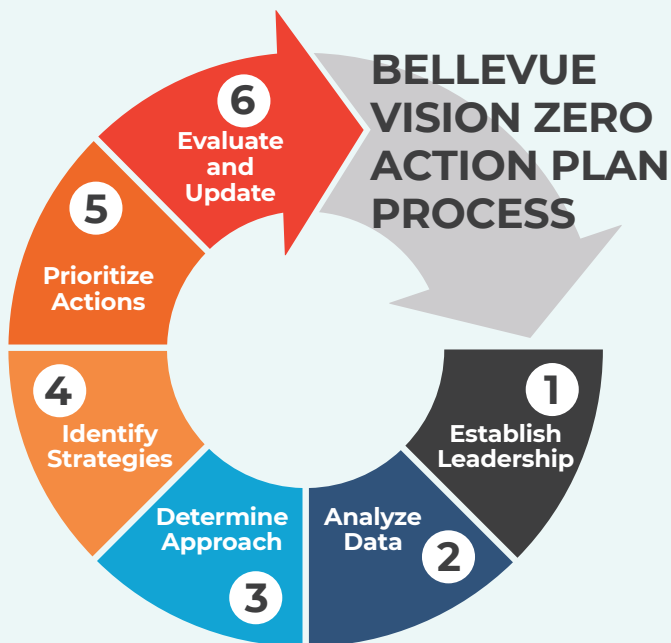 BELLEVUE
VISION ZERO
ACTION PLAN
PROCESS
1
Establish
Leadership
2
Analyze
Data
3
Determine
Approach
4
Identify
Strategies
5
Prioritize
Actions
6
Evaluate
and
Update